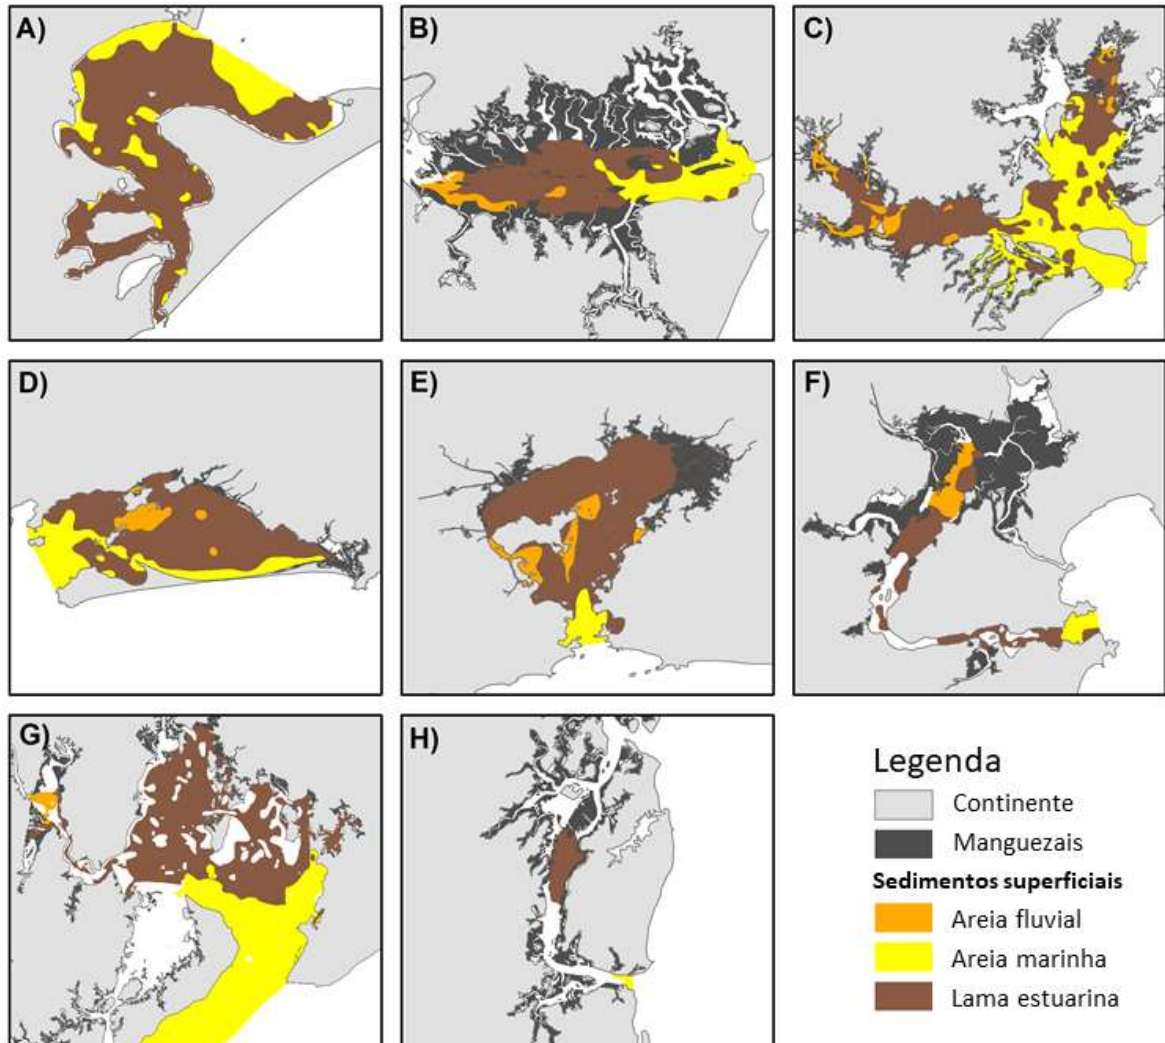 A)
B)
C)
D)
E)
F)
G)
H)
Legenda
Continente
Manguezais
Sedimentos superficiais
Areia fluvial
Areia marinha
Lama estuarina